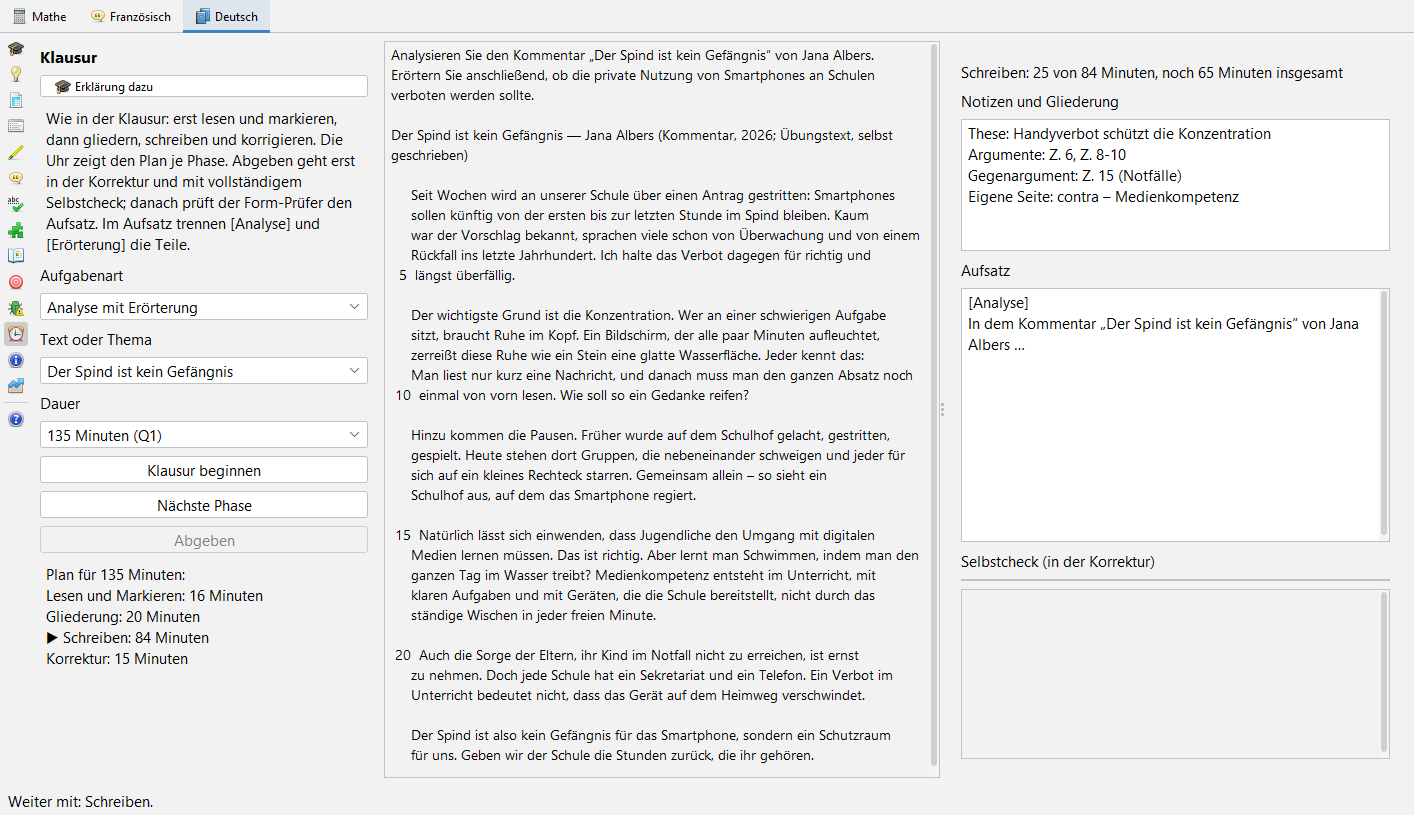 Mathe
Französisch
Deutsch
Klausur
Erklärung dazu
Wie in der Klausur: erst lesen und markieren,
dann gliedern, schreiben und korrigieren. Die
Uhr zeigt den Plan je Phase. Abgeben geht erst
in der Korrektur und mit vollständigem
Selbstcheck; danach prüft der Form-Prüfer den
Aufsatz. Im Aufsatz trennen [Analyse] und
[Erörterung] die Teile.
Aufgabenart
Analyse mit Erörterung
Text oder Thema
Der Spind ist kein Gefängnis
Dauer
135 Minuten (Q1)
Klausur beginnen
Nächste Phase
Abgeben
Plan für 135 Minuten:
Lesen und Markieren: 16 Minuten
Gliederung: 20 Minuten
▶ Schreiben: 84 Minuten
Korrektur: 15 Minuten
Analysieren Sie den Kommentar „Der Spind ist kein Gefängnis“ von Jana Albers.
Erörtern Sie anschließend, ob die private Nutzung von Smartphones an Schulen
verboten werden sollte.
Der Spind ist kein Gefängnis — Jana Albers (Kommentar, 2026; Übungstext, selbst
geschrieben)
Seit Wochen wird an unserer Schule über einen Antrag gestritten: Smartphones
sollen künftig von der ersten bis zur letzten Stunde im Spind bleiben. Kaum
war der Vorschlag bekannt, sprachen viele schon von Überwachung und von einem
Rückfall ins letzte Jahrhundert. Ich halte das Verbot dagegen für richtig und
5 längst überfällig.
Der wichtigste Grund ist die Konzentration. Wer an einer schwierigen Aufgabe
sitzt, braucht Ruhe im Kopf. Ein Bildschirm, der alle paar Minuten aufleuchtet,
zerreißt diese Ruhe wie ein Stein eine glatte Wasserfläche. Jeder kennt das:
Man liest nur kurz eine Nachricht, und danach muss man den ganzen Absatz noch
10 einmal von vorn lesen. Wie soll so ein Gedanke reifen?
Hinzu kommen die Pausen. Früher wurde auf dem Schulhof gelacht, gestritten,
gespielt. Heute stehen dort Gruppen, die nebeneinander schweigen und jeder für
sich auf ein kleines Rechteck starren. Gemeinsam allein – so sieht ein
Schulhof aus, auf dem das Smartphone regiert.
15 Natürlich lässt sich einwenden, dass Jugendliche den Umgang mit digitalen
Medien lernen müssen. Das ist richtig. Aber lernt man Schwimmen, indem man den
ganzen Tag im Wasser treibt? Medienkompetenz entsteht im Unterricht, mit
klaren Aufgaben und mit Geräten, die die Schule bereitstellt, nicht durch das
ständige Wischen in jeder freien Minute.
20 Auch die Sorge der Eltern, ihr Kind im Notfall nicht zu erreichen, ist ernst
zu nehmen. Doch jede Schule hat ein Sekretariat und ein Telefon. Ein Verbot im
Unterricht bedeutet nicht, dass das Gerät auf dem Heimweg verschwindet.
Der Spind ist also kein Gefängnis für das Smartphone, sondern ein Schutzraum
für uns. Geben wir der Schule die Stunden zurück, die ihr gehören.
Schreiben: 25 von 84 Minuten, noch 65 Minuten insgesamt
Notizen und Gliederung
These: Handyverbot schützt die Konzentration
Argumente: Z. 6, Z. 8-10
Gegenargument: Z. 15 (Notfälle)
Eigene Seite: contra – Medienkompetenz
Aufsatz
[Analyse]
In dem Kommentar „Der Spind ist kein Gefängnis“ von Jana
Albers ...
Selbstcheck (in der Korrektur)
Weiter mit: Schreiben.